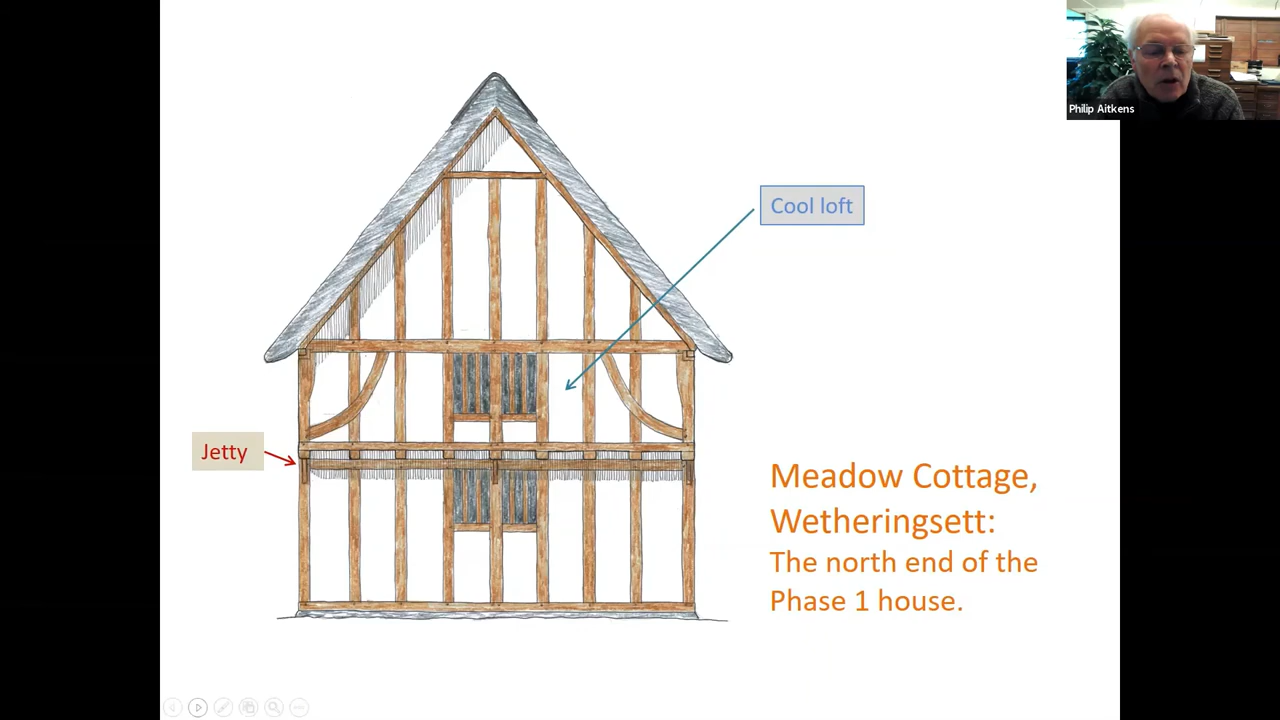 Philip Aitkens
Cool loft
Jetty
Meadow Cottage,
Wetheringsett:
The north end of the
Phase 1 house.